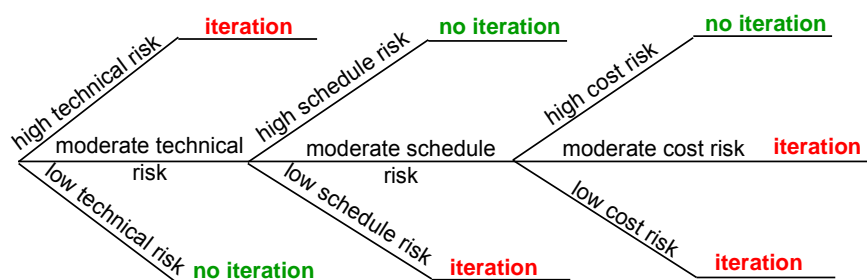 high technical risk
iteration
moderate technical
risk
low technical risk
no iteration
high schedule risk
no iteration
moderate schedule
risk
low schedule risk
iteration
high cost risk
no iteration
moderate cost risk
iteration
low cost risk
iteration